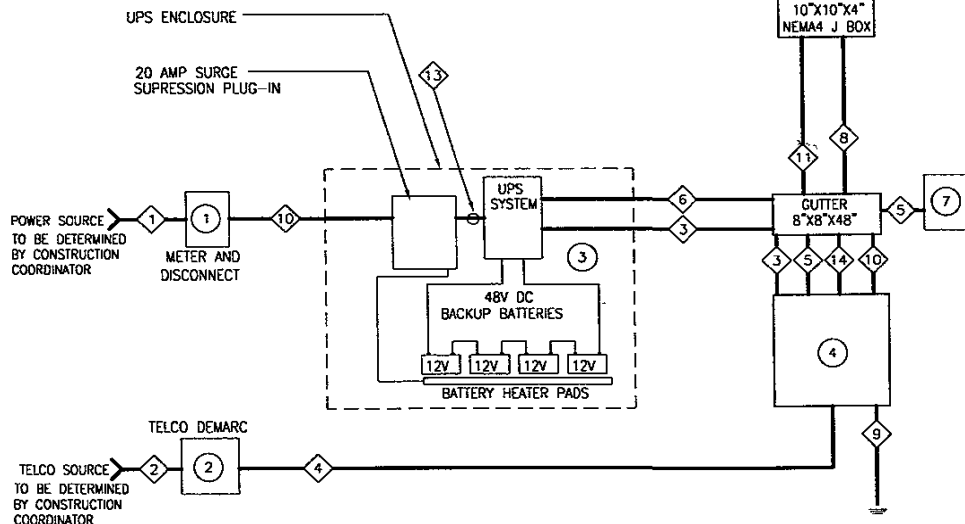 UPS ENCLOSURE
10"X10"X4"
NEMA4 J BOX
20 AMP SURGE
SUPRESSION PLUG-IN
13
11
8
UPS
SYSTEM
6
GUTTER
8"X8"X48"
5
7
POWER SOURCE
1
1
10
TO BE DETERMINED
BY CONSTRUCTION
COORDINATOR
METER AND
DISCONNECT
3
3
3
5
14
10
48V DC
BACKUP BATTERIES
4
12V
12V
12V
12V
BATTERY HEATER PADS
TELCO DEMARC
9
TELCO SOURCE
2
2
4
TO BE DETERMINED
BY CONSTRUCTION
COORDINATOR